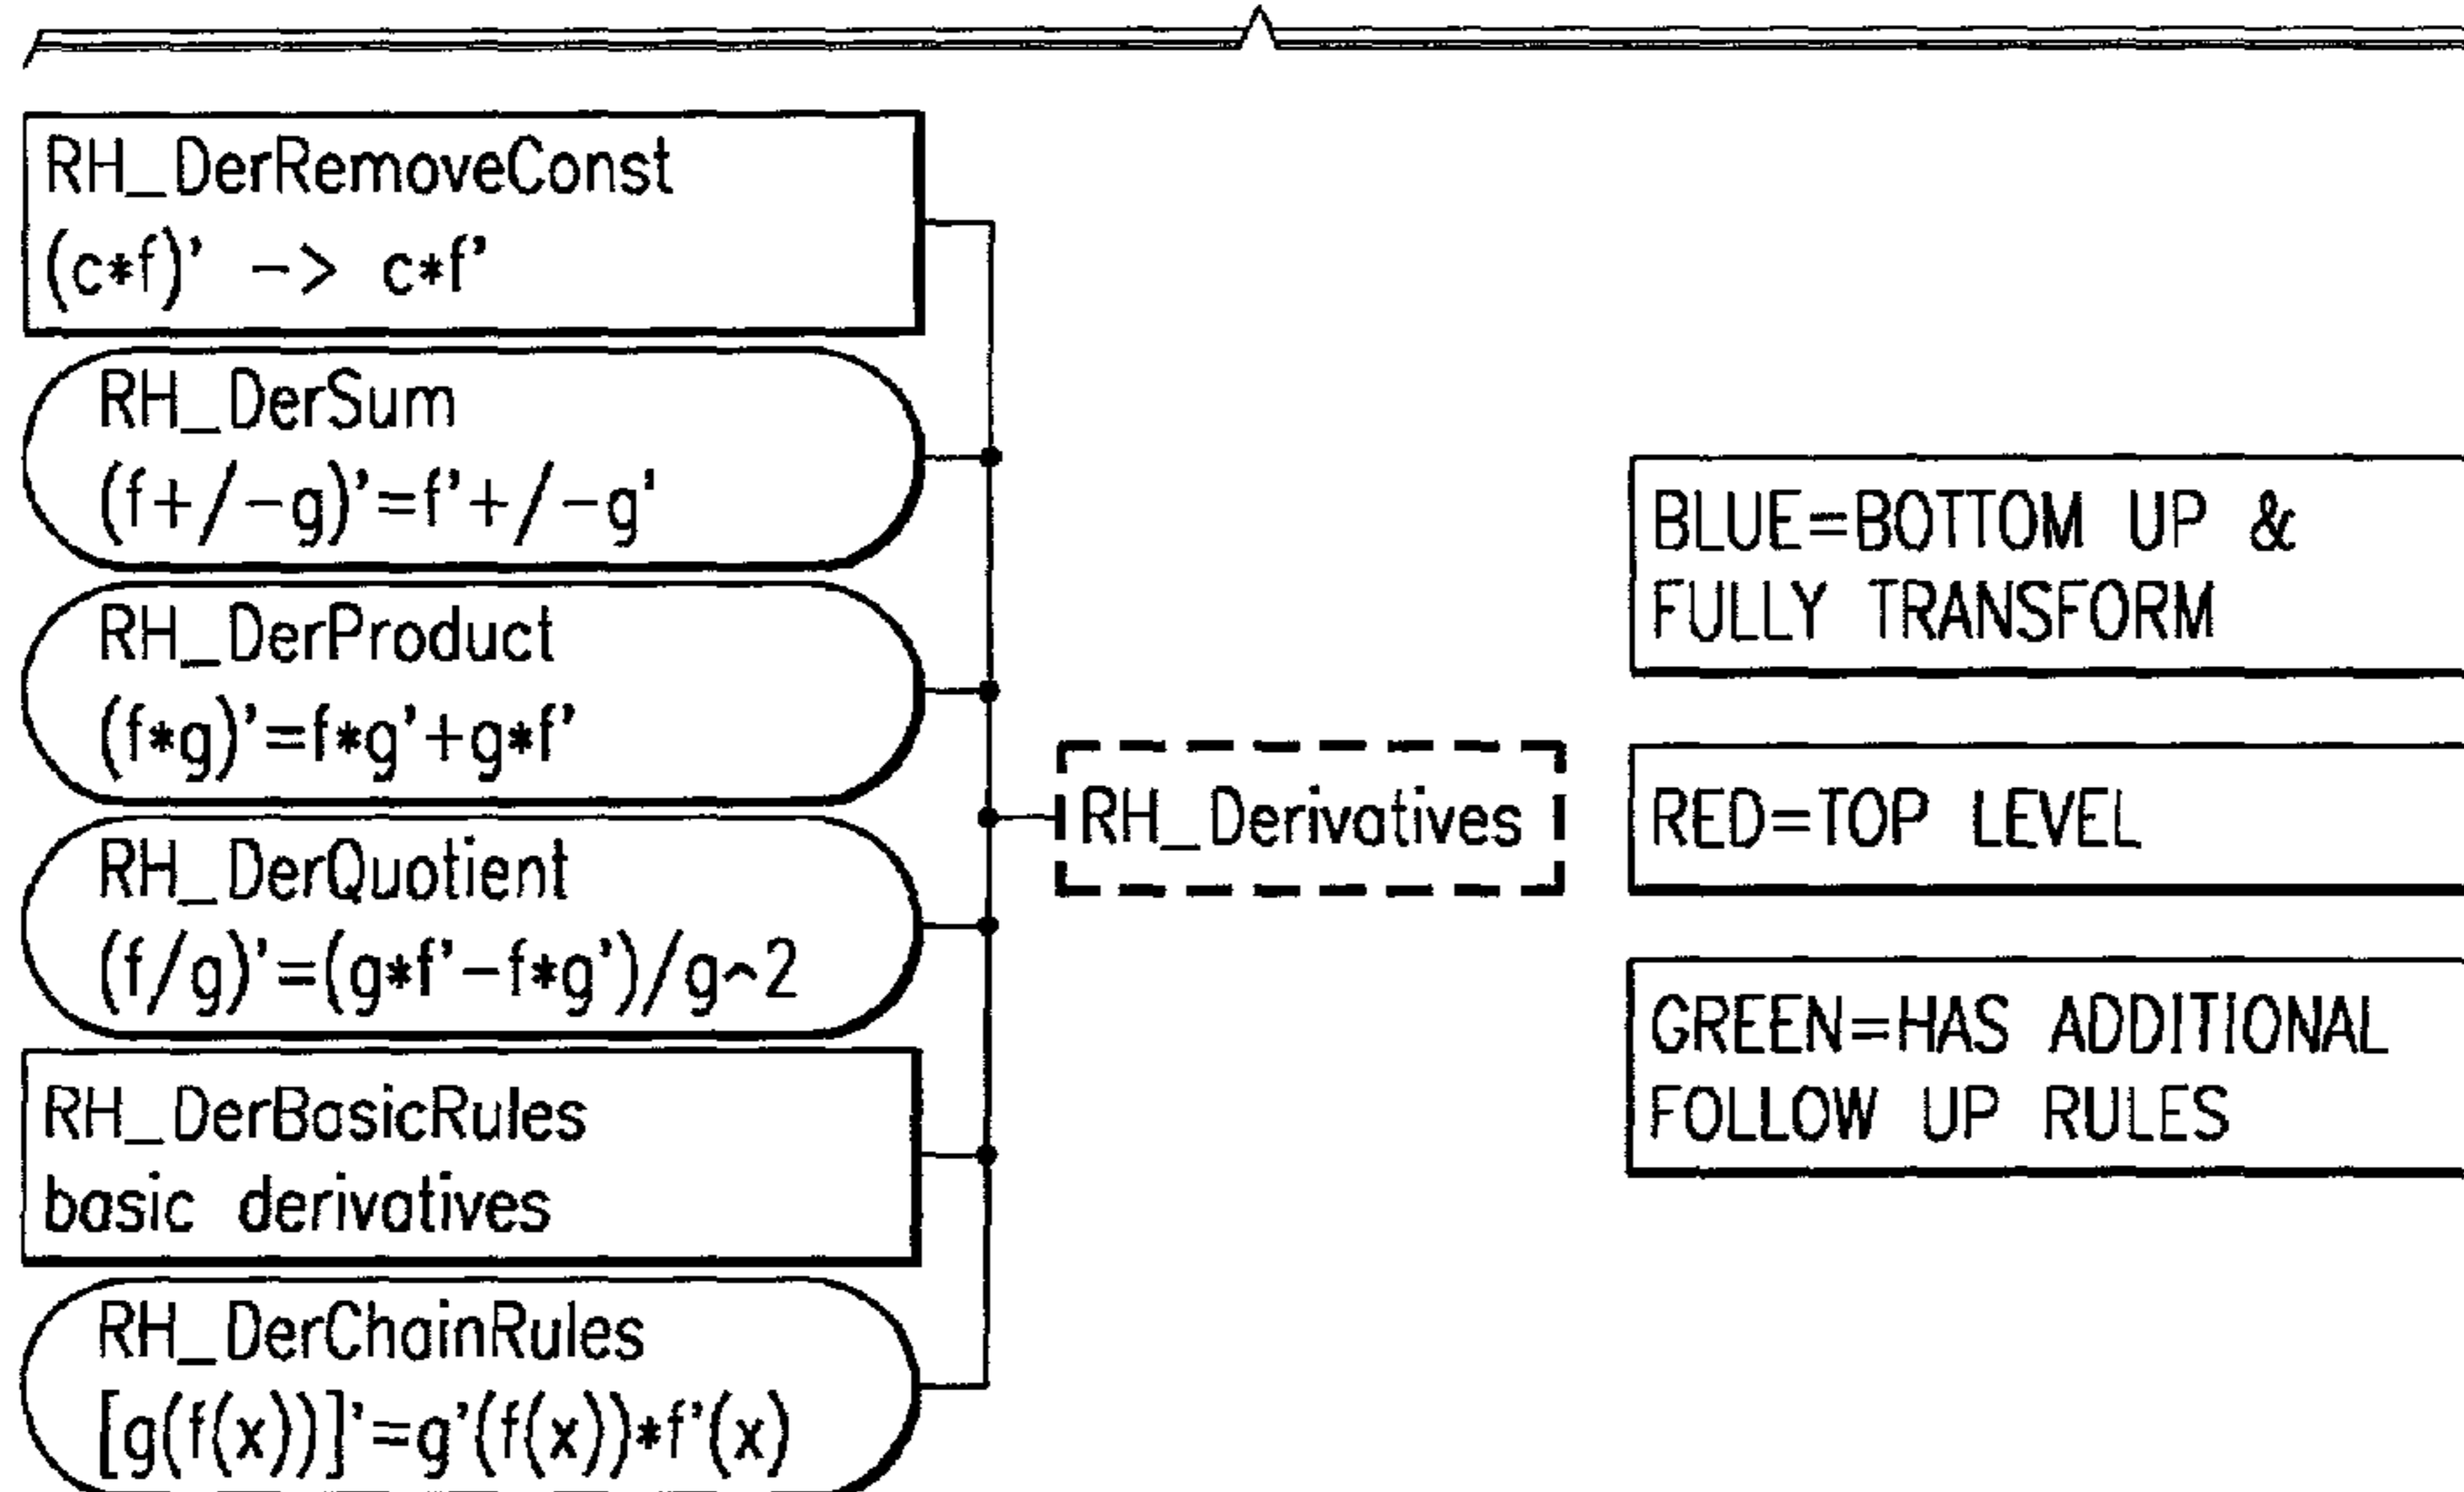 RH_DerRemoveConst
(c*f)' -> c*f'
RH_DerSum
(f+/-g)'=f'+/-g'
RH_DerProduct
(f*g)'=f*g'+g*f'
RH_DerQuotient
(f/g)'=(g*f'-f*g')/g^2
RH_DerBasicRules
basic derivatives
RH_DerChainRules
[g(f(x))]'=g'(f(x))*f'(x)
RH_Derivatives
BLUE=BOTTOM UP &
FULLY TRANSFORM
RED=TOP LEVEL
GREEN=HAS ADDITIONAL
FOLLOW UP RULES